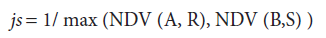 js = 1/ max (NDV (A, R), NDV (B,S) )